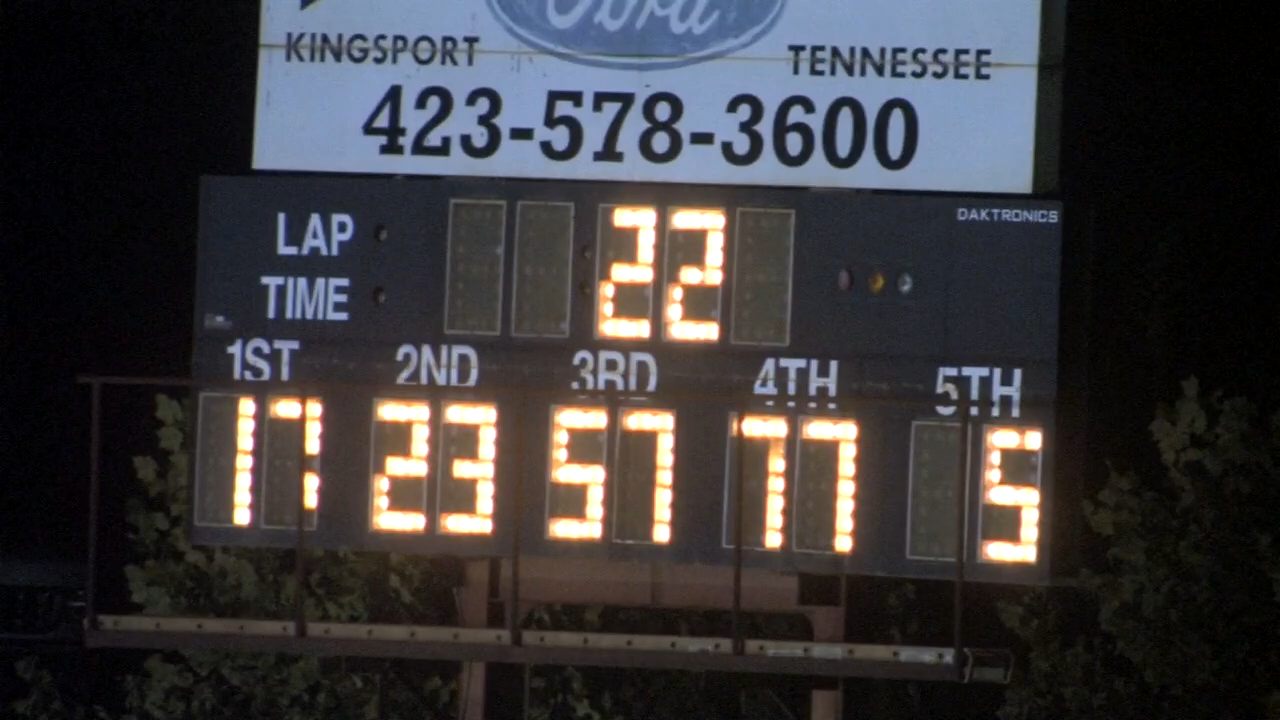 Ford
KINGSPORT TENNESSEE
423-578-3600
DAKTRONICS
LAP
TIME
22
1ST 2ND 3RD 4TH 5TH
17 23 57 77 5